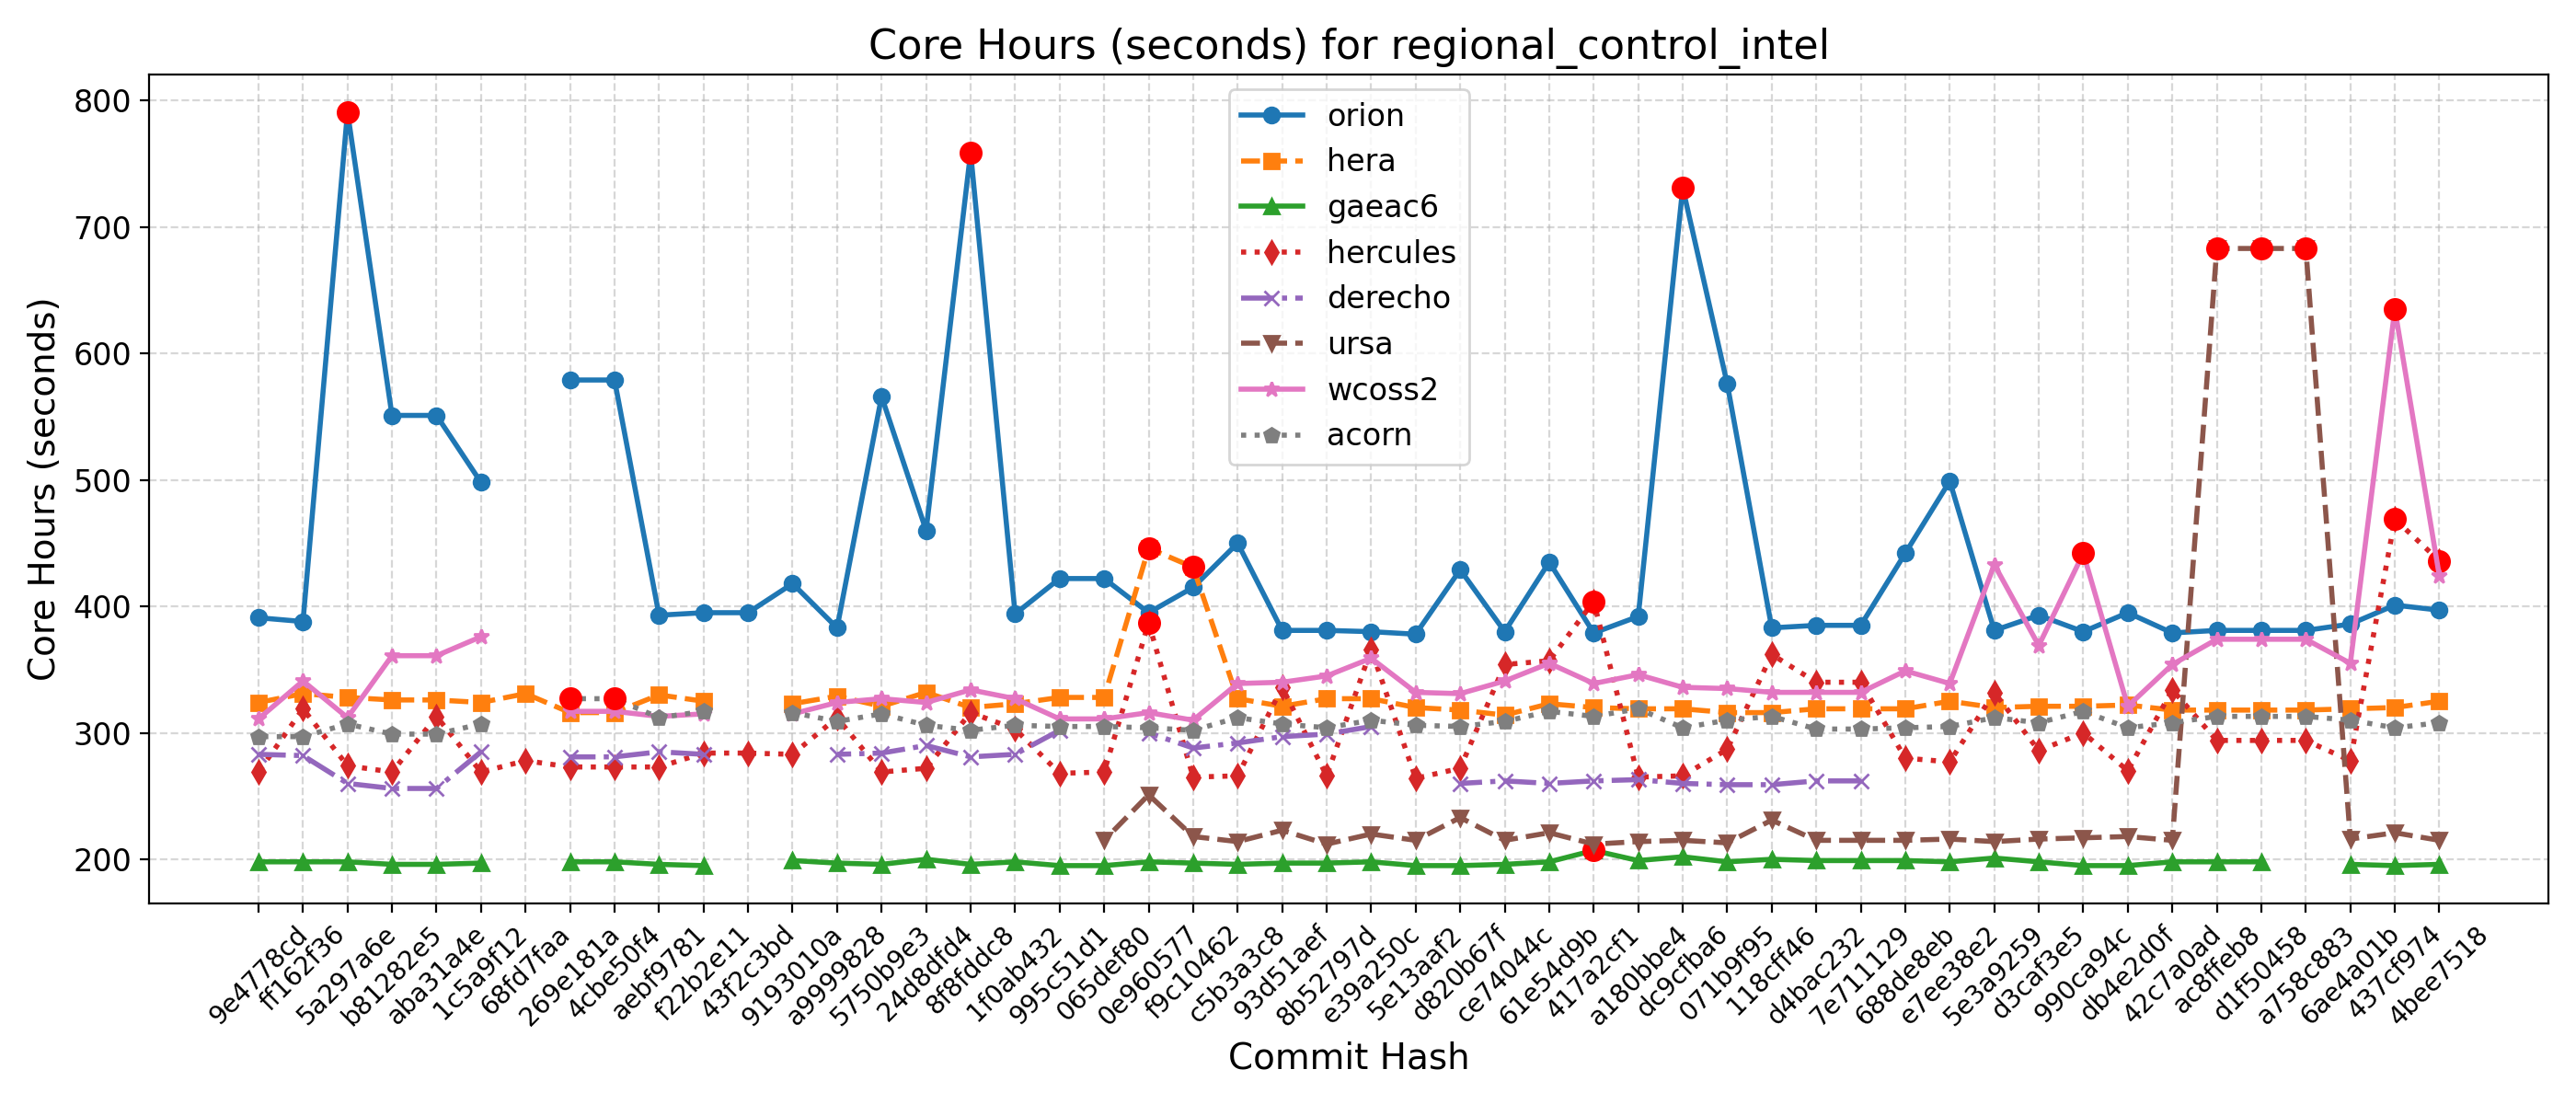 Core Hours (seconds) for regional_control_intel
Core Hours (seconds)
800
700
600
500
400
300
200
orion
hera
gaeac6
hercules
derecho
ursa
wcoss2
acorn
9e4778cd
ff162f36
5a297a6e
b81282e5
aba31a4e
1c5a9f12
68fd7faa
269e181a
4cbe50f4
aebf9781
f22b2e11
43f2c3bd
9193010a
a9999828
5750b9e3
24d8dfd4
8f8fddc8
1f0ab432
995c51d1
065def80
0e960577
f9c10462
c5b3a3c8
93d51aef
8b52797d
e39a250c
5e13aaf2
d820b67f
ce74044c
61e54d9b
417a2cf1
a180bbe4
dc9cfba6
071b9f95
118cff46
d4bac232
7e711129
688de8eb
e7ee38e2
5e3a9259
d3caf3e5
990ca94c
db4e2d0f
42c7a0ad
ac8ffeb8
d1f50458
a758c883
6ae4a01b
437cf974
4bee7518
Commit Hash